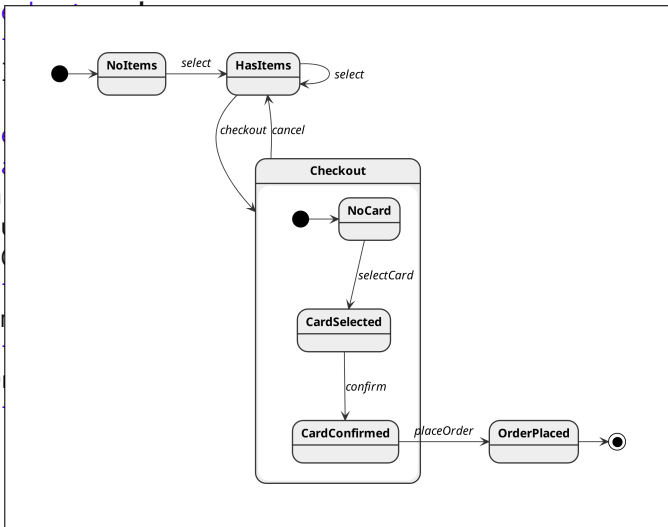 NoItems
select
HasItems
select
checkout
cancel
Checkout
NoCard
selectCard
CardSelected
confirm
CardConfirmed
placeOrder
OrderPlaced